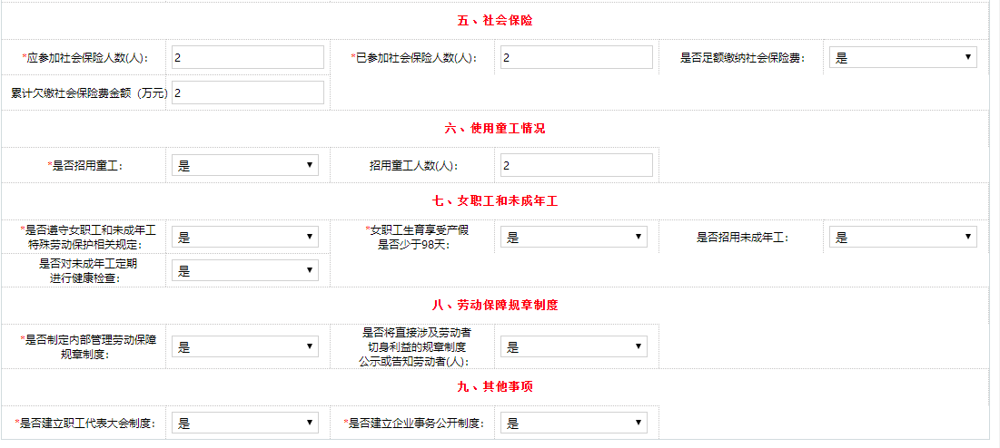 五、社会保险
*应参加社会保险人数(人): 2 *已参加社会保险人数(人): 2 是否足额缴纳社会保险费: 是
累计欠缴社会保险费金额（万元） 2
六、使用童工情况
*是否招用童工: 是 招用童工人数(人): 2
七、女职工和未成年工
*是否遵守女职工和未成年工
特殊劳动保护相关规定: 是
*女职工生育享受产假
是否少于98天: 是
是否招用未成年工: 是
是否对未成年工定期
进行健康检查: 是
八、劳动保障规章制度
*是否制定内部管理劳动保障
规章制度: 是
是否将直接涉及劳动者
切身利益的规章制度
公示或告知劳动者(人): 是
九、其他事项
*是否建立职工代表大会制度: 是 *是否建立企业事务公开制度: 是